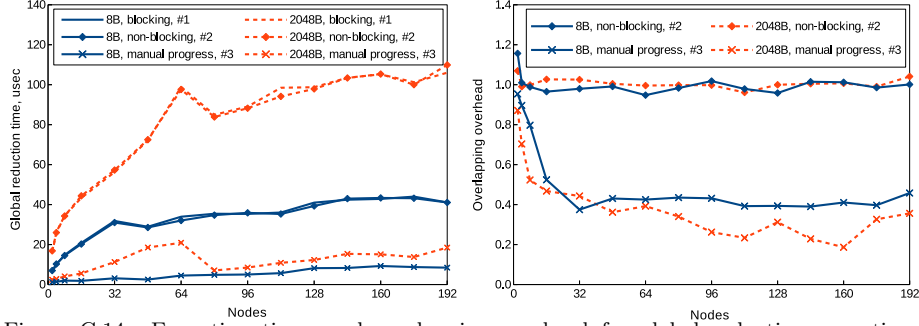 140
120
100
80
60
40
20
0
Global reduction time, usec
8B, blocking, #1
8B, non-blocking, #2
8B, manual progress, #3
2048B, blocking, #1
2048B, non-blocking, #2
2048B, manual progress, #3
0 32 64 96 128 160 192
Nodes
1.4
1.2
1.0
0.8
0.6
0.4
0.2
0.0
Overlapping overhead
8B, non-blocking, #2
8B, manual progress, #3
2048B, non-blocking, #2
2048B, manual progress, #3
0 32 64 96 128 160 192
Nodes